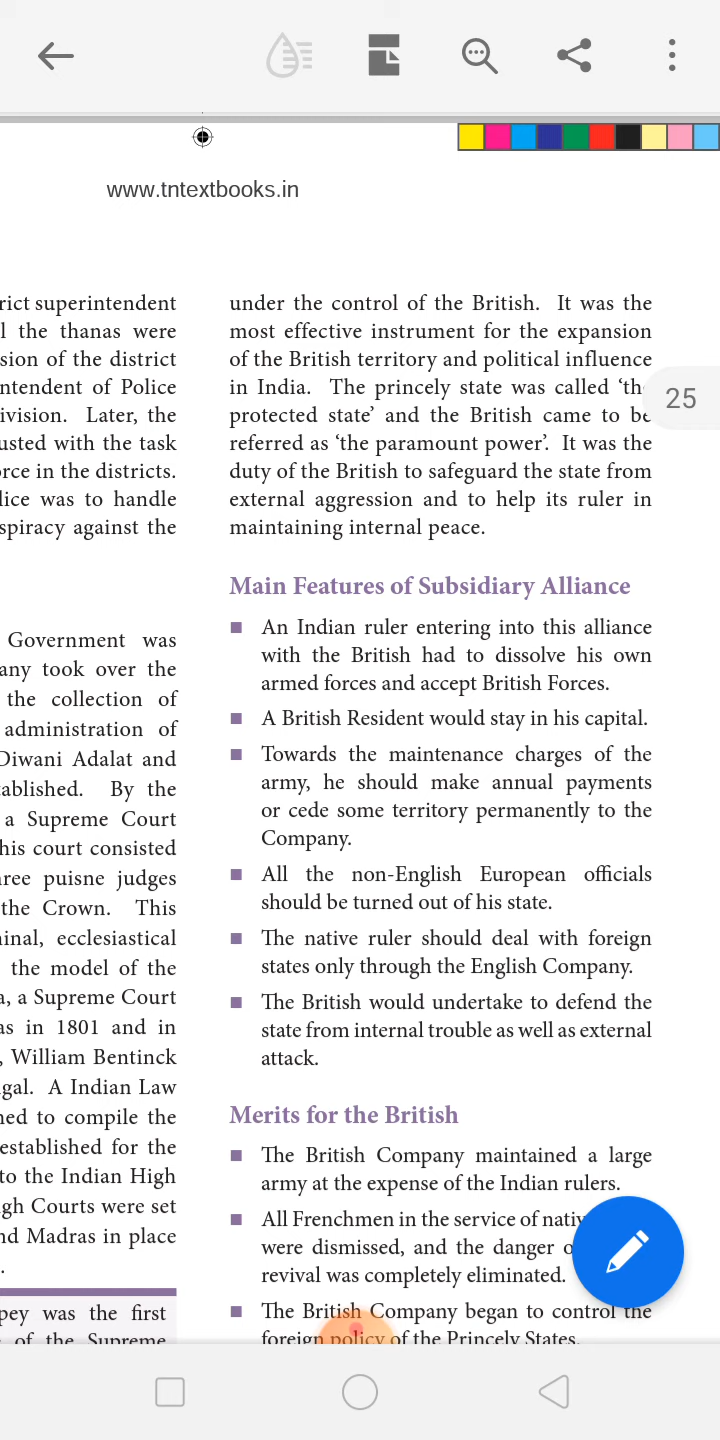 www.tntextbooks.in
rict superintendent
l the thanas were
sion of the district
ntendent of Police
ivision. Later, the
usted with the task
orce in the districts.
lice was to handle
spiracy against the
Government was
any took over the
the collection of
administration of
Diwani Adalat and
tablished. By the
a Supreme Court
his court consisted
hree puisne judges
the Crown. This
inal, ecclesiastical
the model of the
a, a Supreme Court
as in 1801 and in
, William Bentinck
gal. A Indian Law
ned to compile the
established for the
to the Indian High
gh Courts were set
nd Madras in place
.
pey was the first
of the Supreme
under the control of the British. It was the
most effective instrument for the expansion
of the British territory and political influence
in India. The princely state was called ‘the
protected state’ and the British came to be
referred as ‘the paramount power’. It was the
duty of the British to safeguard the state from
external aggression and to help its ruler in
maintaining internal peace.
25
Main Features of Subsidiary Alliance
■ An Indian ruler entering into this alliance
with the British had to dissolve his own
armed forces and accept British Forces.
■ A British Resident would stay in his capital.
■ Towards the maintenance charges of the
army, he should make annual payments
or cede some territory permanently to the
Company.
■ All the non-English European officials
should be turned out of his state.
■ The native ruler should deal with foreign
states only through the English Company.
■ The British would undertake to defend the
state from internal trouble as well as external
attack.
Merits for the British
■ The British Company maintained a large
army at the expense of the Indian rulers.
■ All Frenchmen in the service of nativ
were dismissed, and the danger o
revival was completely eliminated.
■ The British Company began to control the
foreign policy of the Princely States.